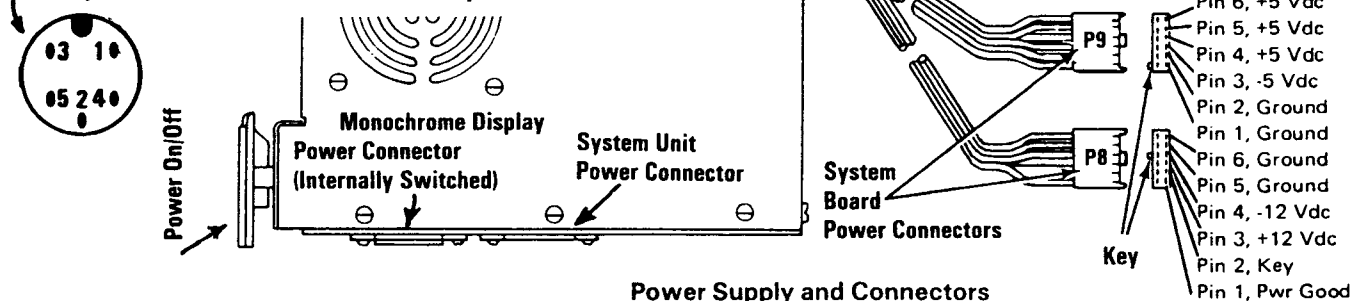 3 1
5 2 4
Power On/Off
Monochrome Display
Power Connector
(Internally Switched)
System Unit
Power Connector
System
Board
Power Connectors
P9
P8
Key
Pin 6, +5 Vdc
Pin 5, +5 Vdc
Pin 4, +5 Vdc
Pin 3, -5 Vdc
Pin 2, Ground
Pin 1, Ground
Pin 6, Ground
Pin 5, Ground
Pin 4, -12 Vdc
Pin 3, +12 Vdc
Pin 2, Key
Pin 1, Pwr Good
Power Supply and Connectors